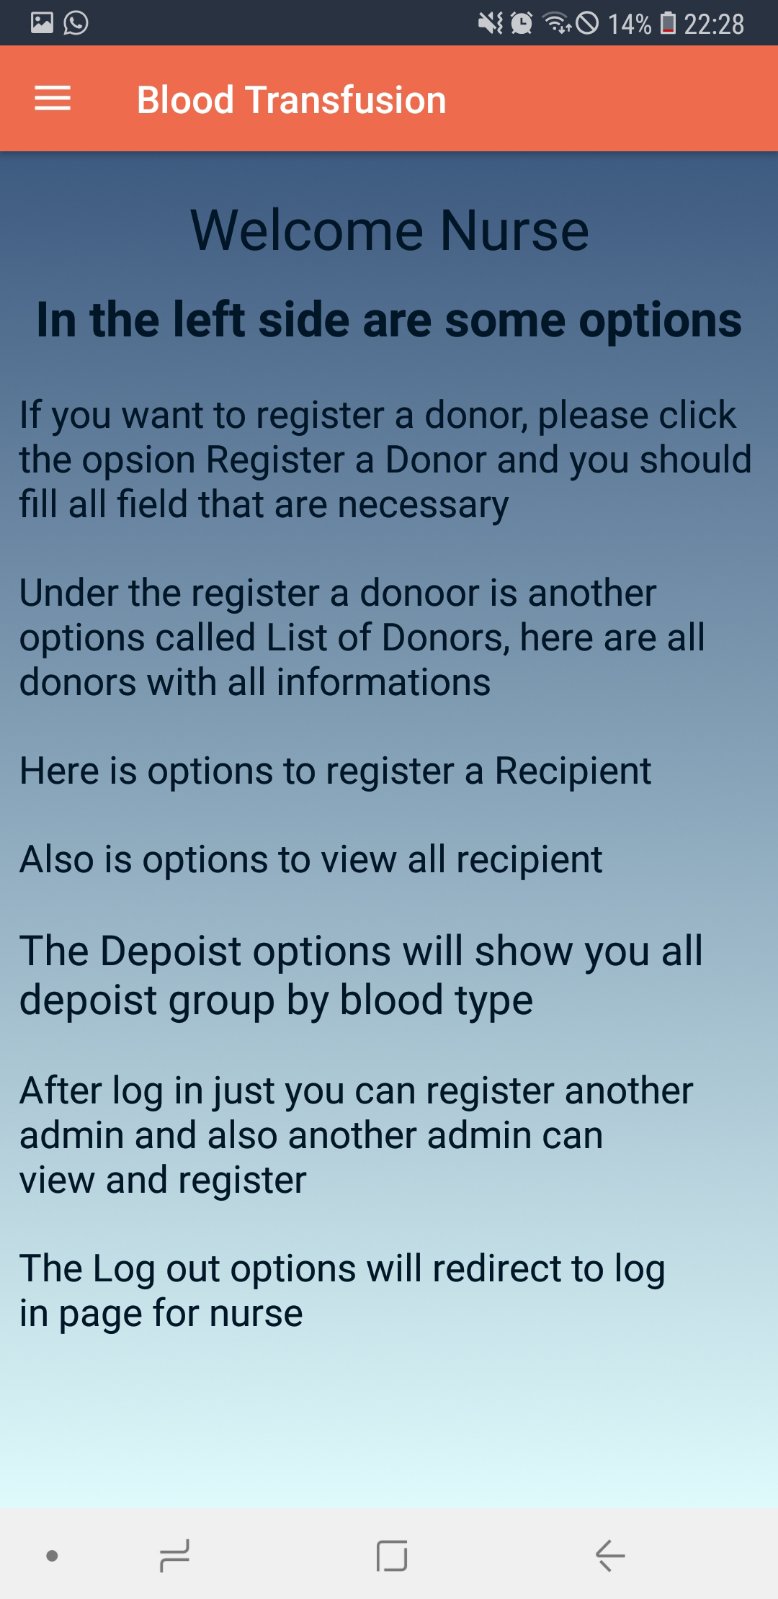 14% 22:28
Blood Transfusion
Welcome Nurse
In the left side are some options
If you want to register a donor, please click
the opsion Register a Donor and you should
fill all field that are necessary
Under the register a donoor is another
options called List of Donors, here are all
donors with all informations
Here is options to register a Recipient
Also is options to view all recipient
The Depoist options will show you all
depoist group by blood type
After log in just you can register another
admin and also another admin can
view and register
The Log out options will redirect to log
in page for nurse